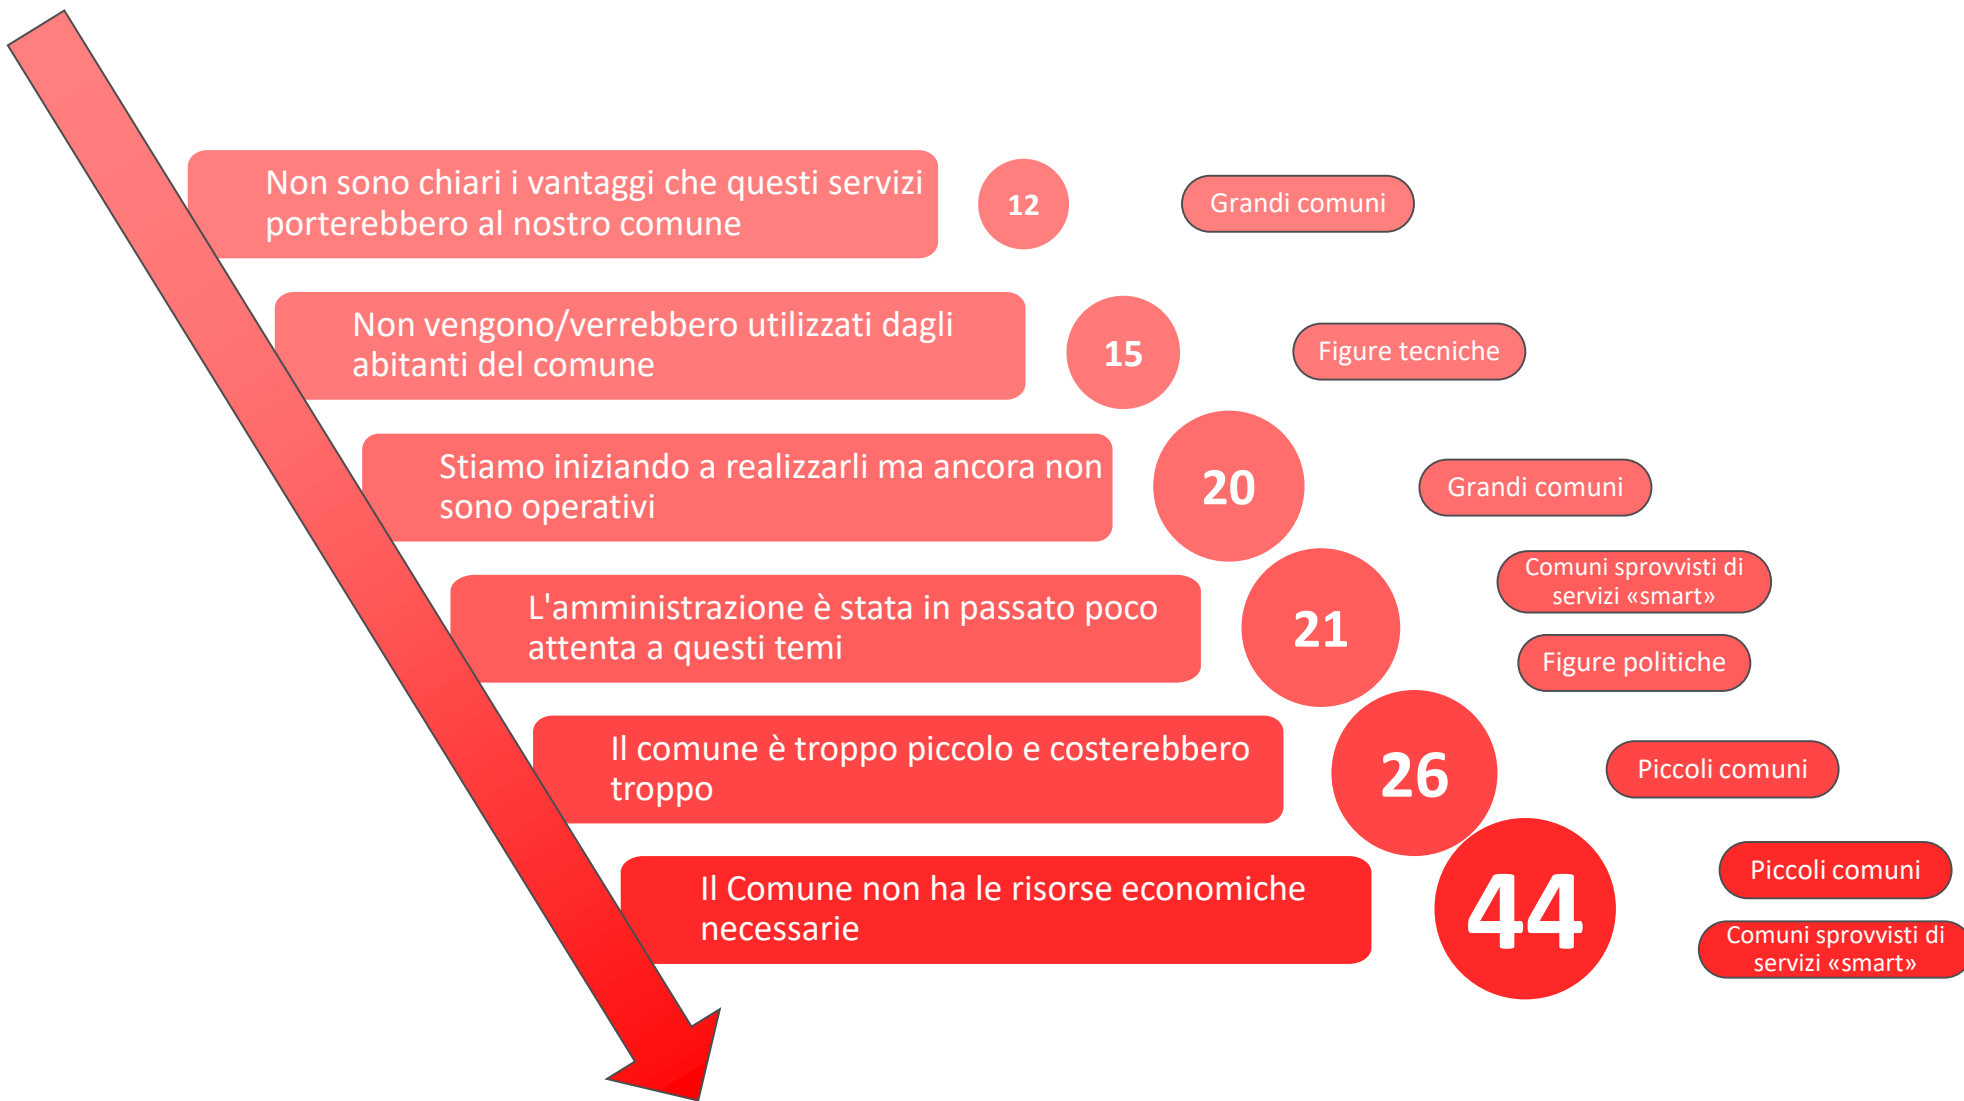 Non sono chiari i vantaggi che questi servizi
porterebbero al nostro comune
12
Grandi comuni
Non vengono/verrebbero utilizzati dagli
abitanti del comune
15
Figure tecniche
Stiamo iniziando a realizzarli ma ancora non
sono operativi
20
Grandi comuni
L'amministrazione è stata in passato poco
attenta a questi temi
21
Comuni sprovvisti di
servizi «smart»
Figure politiche
Il comune è troppo piccolo e costerebbero
troppo
26
Piccoli comuni
Il Comune non ha le risorse economiche
necessarie
44
Piccoli comuni
Comuni sprovvisti di
servizi «smart»